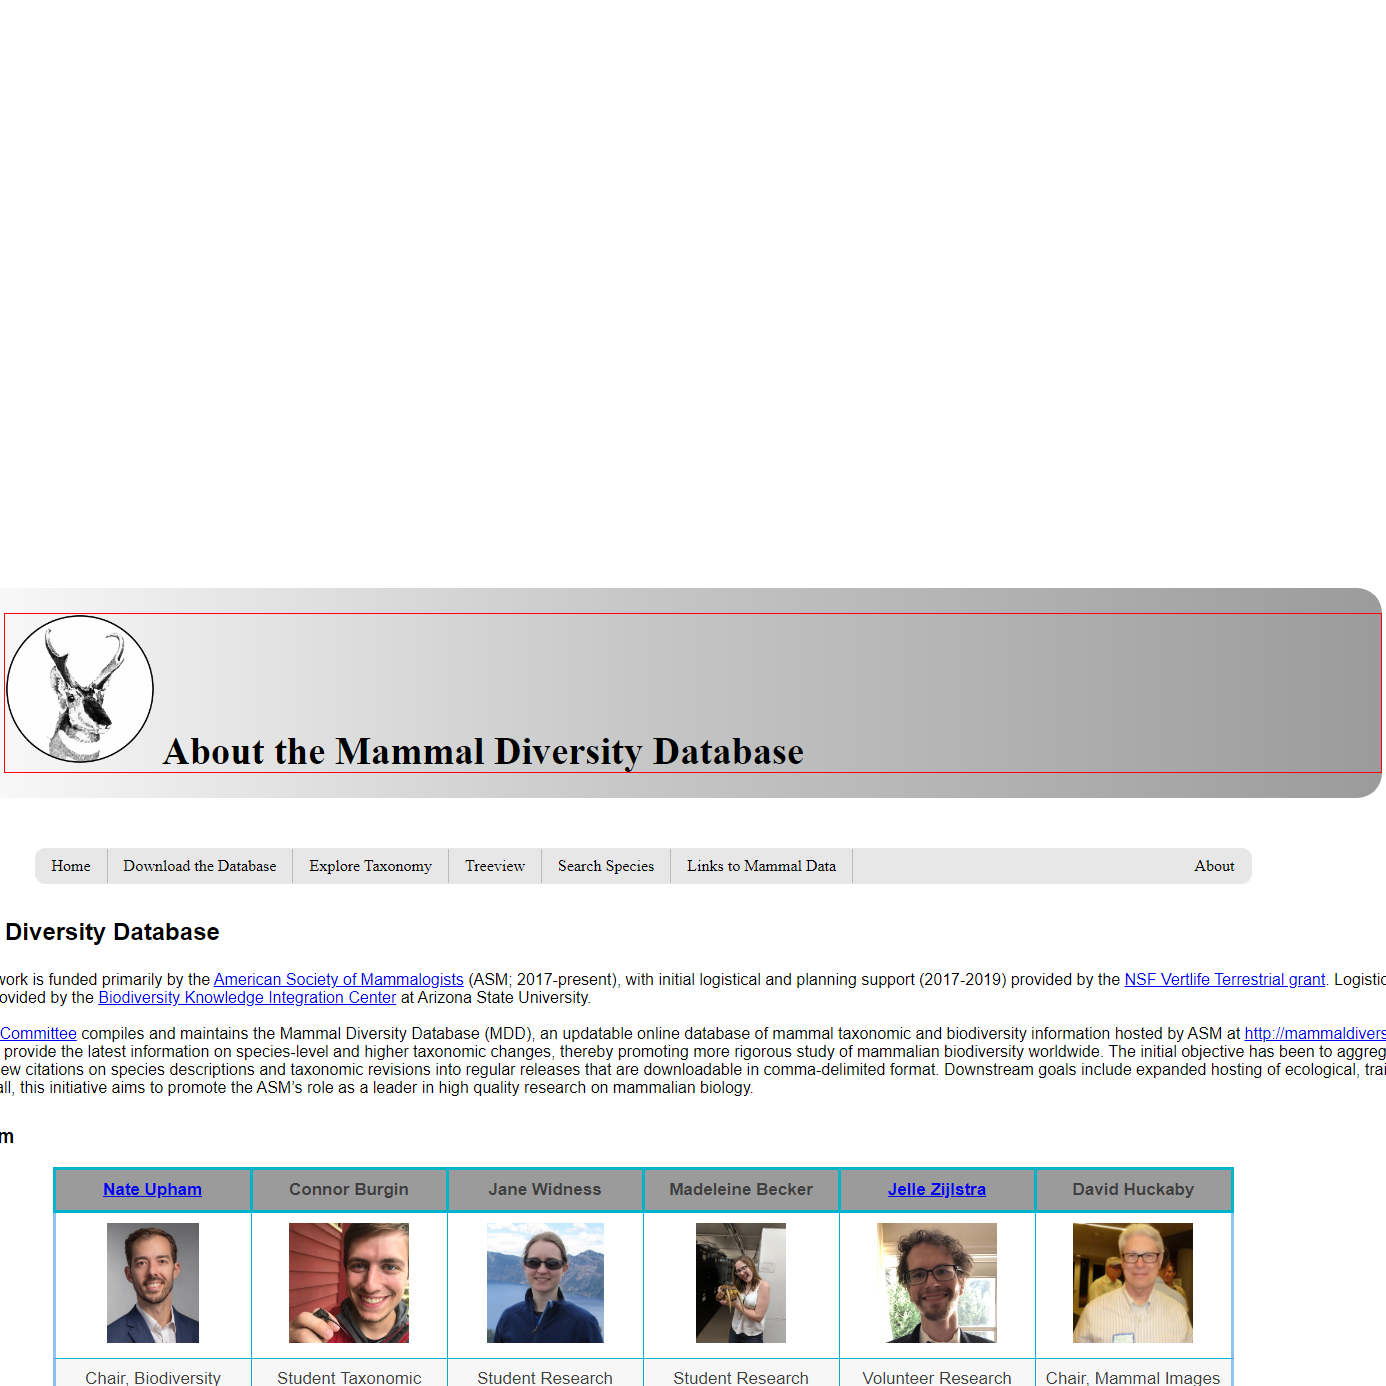 About the Mammal Diversity Database
Home Download the Database Explore Taxonomy Treeview Search Species Links to Mammal Data About
Diversity Database
work is funded primarily by the American Society of Mammalogists (ASM; 2017-present), with initial logistical and planning support (2017-2019) provided by the NSF Vertlife Terrestrial grant. Logistic
ovided by the Biodiversity Knowledge Integration Center at Arizona State University.
Committee compiles and maintains the Mammal Diversity Database (MDD), an updatable online database of mammal taxonomic and biodiversity information hosted by ASM at http://mammaldivers
provide the latest information on species-level and higher taxonomic changes, thereby promoting more rigorous study of mammalian biodiversity worldwide. The initial objective has been to aggreg
ew citations on species descriptions and taxonomic revisions into regular releases that are downloadable in comma-delimited format. Downstream goals include expanded hosting of ecological, trai
all, this initiative aims to promote the ASM’s role as a leader in high quality research on mammalian biology.
m
Nate Upham Connor Burgin Jane Widness Madeleine Becker Jelle Zijlstra David Huckaby
Chair, Biodiversity Student Taxonomic Student Research Student Research Volunteer Research Chair, Mammal Images